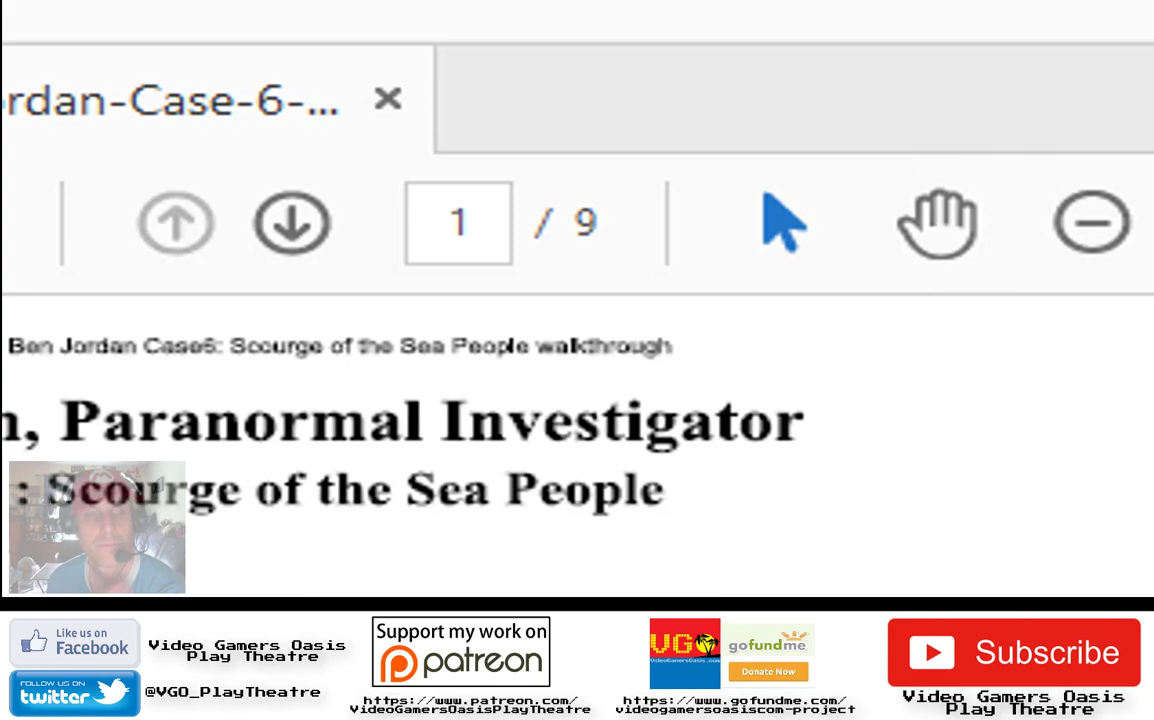 rdan-Case-6-...
1 / 9
Ben Jordan Case6: Scourge of the Sea People walkthrough
n, Paranormal Investigator
: Scourge of the Sea People
Like us on
Facebook
Video Gamers Oasis
Play Theatre
FOLLOW US ON
twitter
@VGO_PlayTheatre
Support my work on
patreon
https://www.patreon.com/
VideoGamersOasisPlayTheatre
VGO
VideoGamersOasis.com
gofundme
Donate Now
https://www.gofundme.com/
videogamersoasiscom-project
Subscribe
Video Gamers Oasis
Play Theatre